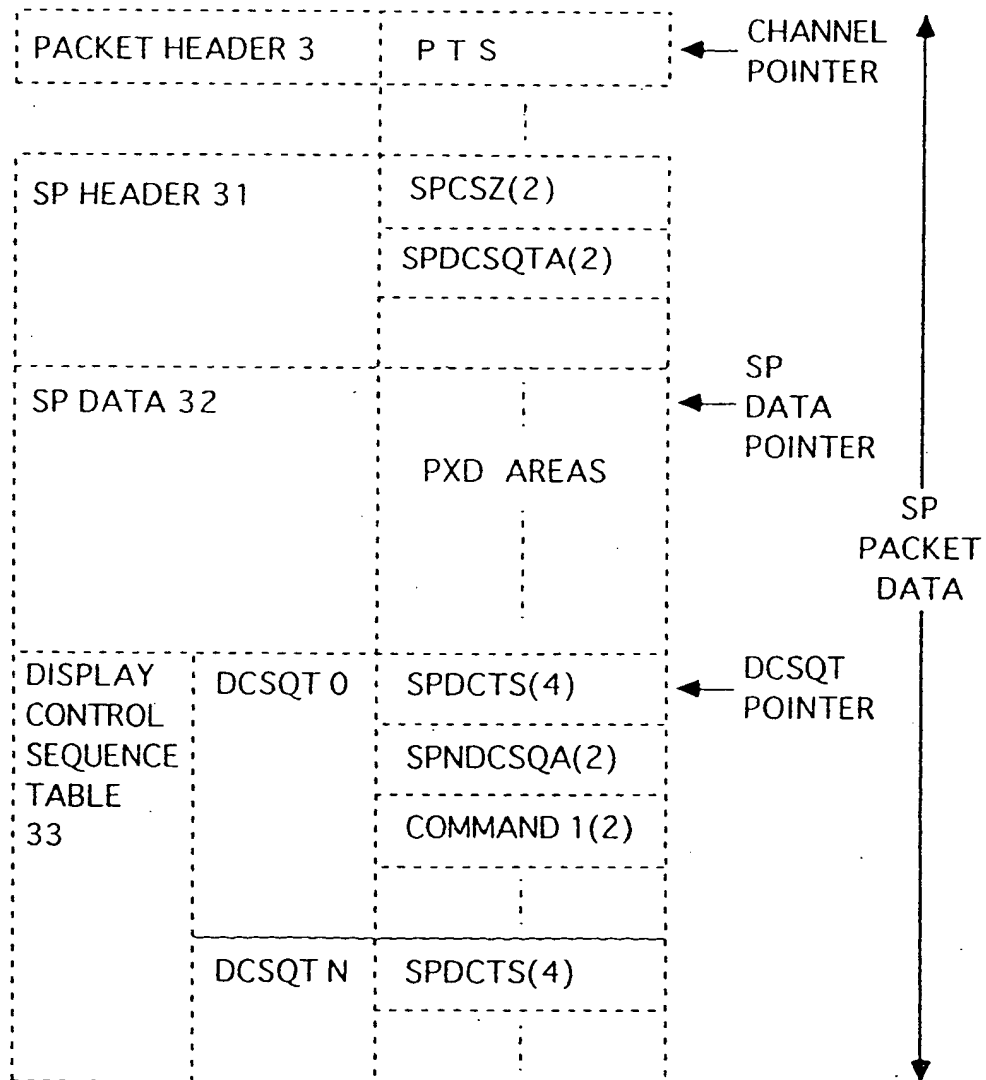 PACKET HEADER 3
P T S
CHANNEL
POINTER
SP HEADER 31
SPCSZ(2)
SPDCSQTA(2)
SP DATA 32
PXD AREAS
SP
DATA
POINTER
SP
PACKET
DATA
DISPLAY
CONTROL
SEQUENCE
TABLE
33
DCSQT 0
SPDCTS(4)
DCSQT
POINTER
SPNDCSQA(2)
COMMAND 1(2)
DCSQT N
SPDCTS(4)